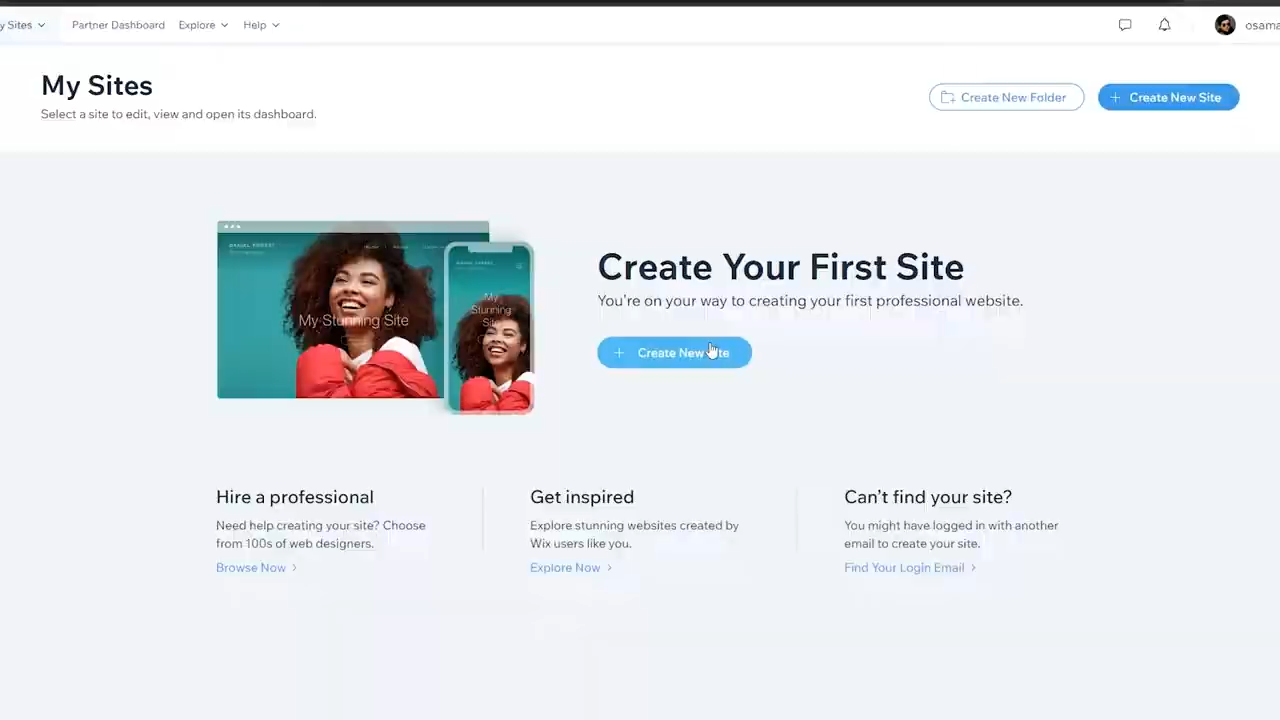 y Sites
Partner Dashboard
Explore
Help
osama
My Sites
Select a site to edit, view and open its dashboard.
Create New Folder
Create New Site
My Stunning Site
My
Stunning
Site
Create Your First Site
You're on your way to creating your first professional website.
Create New
Hire a professional
Need help creating your site? Choose
from 100s of web designers.
Browse Now
Get inspired
Explore stunning websites created by
Wix users like you.
Explore Now
Can't find your site?
You might have logged in with another
email to create your site.
Find Your Login Email